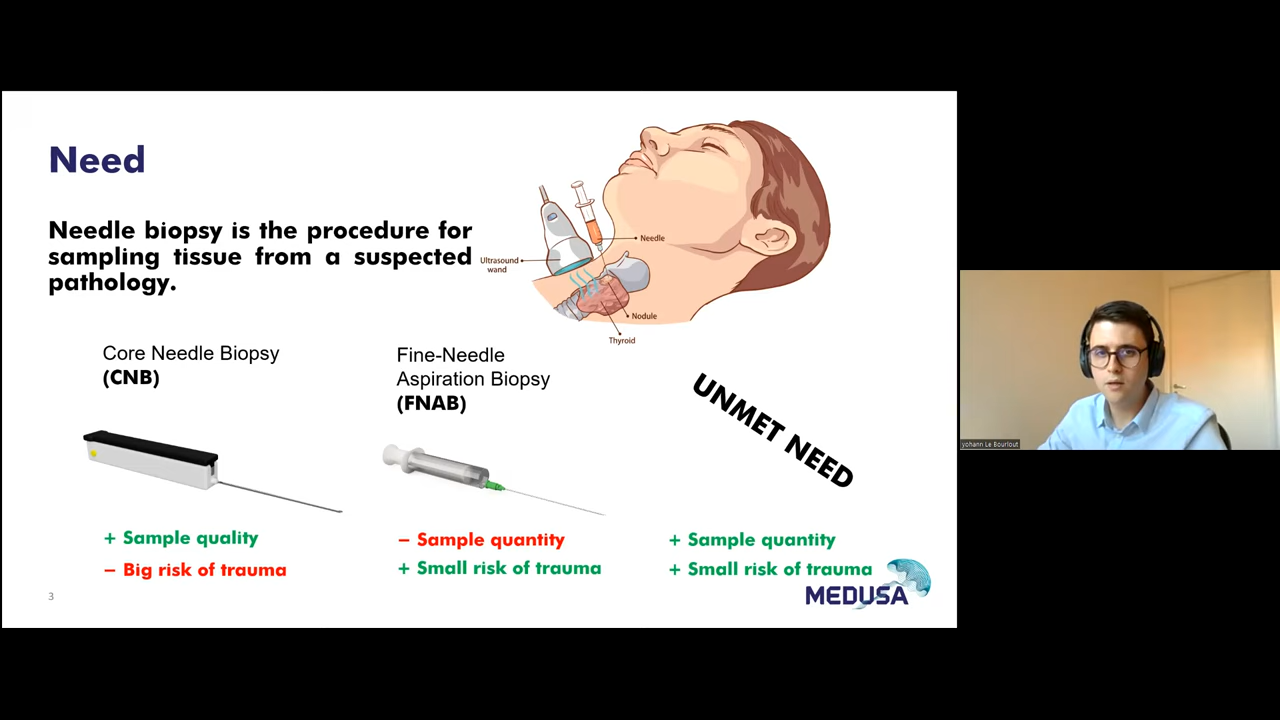 Need
Needle biopsy is the procedure for
sampling tissue from a suspected
pathology.
Needle
Ultrasound
wand
Nodule
Thyroid
Core Needle Biopsy
(CNB)
Fine-Needle
Aspiration Biopsy
(FNAB)
UNMET NEED
+ Sample quality
− Big risk of trauma
− Sample quantity
+ Small risk of trauma
+ Sample quantity
+ Small risk of trauma
3
MEDUSA
yohann Le Bourlout